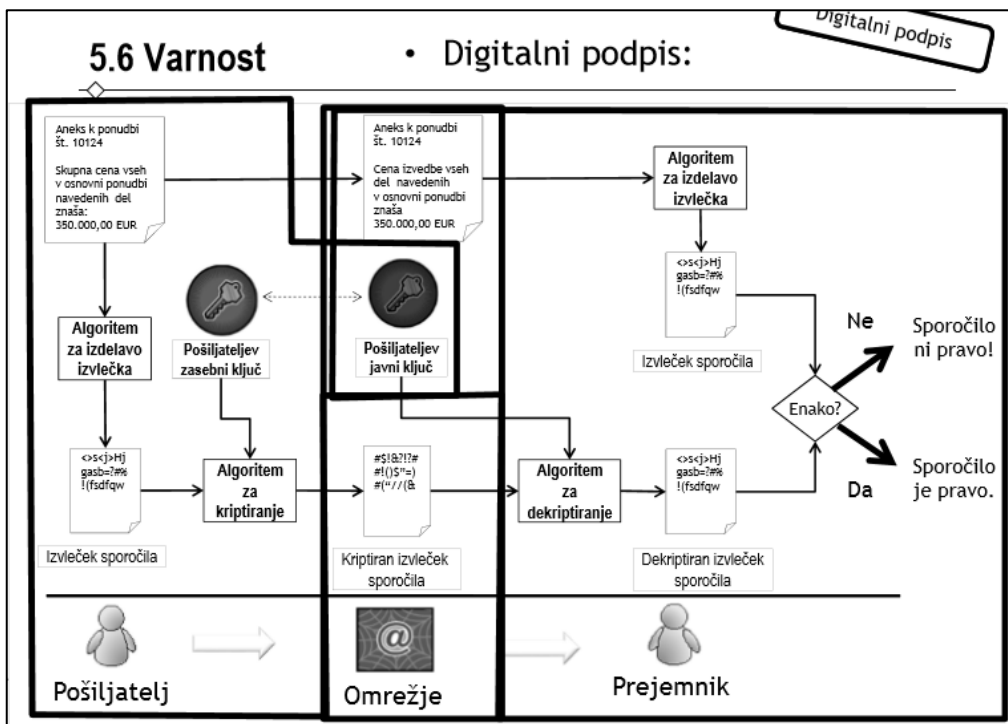 Digitalni podpis
5.6 Varnost
• Digitalni podpis:
Aneks k ponudbi
št. 10124
Skupna cena vseh
v osnovni ponudbi
navedenih del
znaša:
350.000,00 EUR
Aneks k ponudbi
št. 10124
Cena izvedbe vseh
del navedenih
v osnovni ponudbi
znaša
350.000,00 EUR
Algoritem
za izdelavo
izvlečka
<>s<j>Hj
gasb=?#%
!(fsdfqw
Izvleček sporočila
Algoritem
za izdelavo
izvlečka
Pošiljateljev
zasebni ključ
Pošiljateljev
javni ključ
Ne
Sporočilo
ni pravo!
Enako?
Da
Sporočilo
je pravo.
<>s<j>Hj
gasb=?#%
!(fsdfqw
Izvleček sporočila
Algoritem
za
kriptiranje
#$!&?!?#
#!()$"=)
#("//(&
Kriptiran izvleček
sporočila
Algoritem
za
dekriptiranje
<>s<j>Hj
gasb=?#%
!(fsdfqw
Dekriptiran izvleček
sporočila
@
Pošiljatelj
Omrežje
Prejemnik